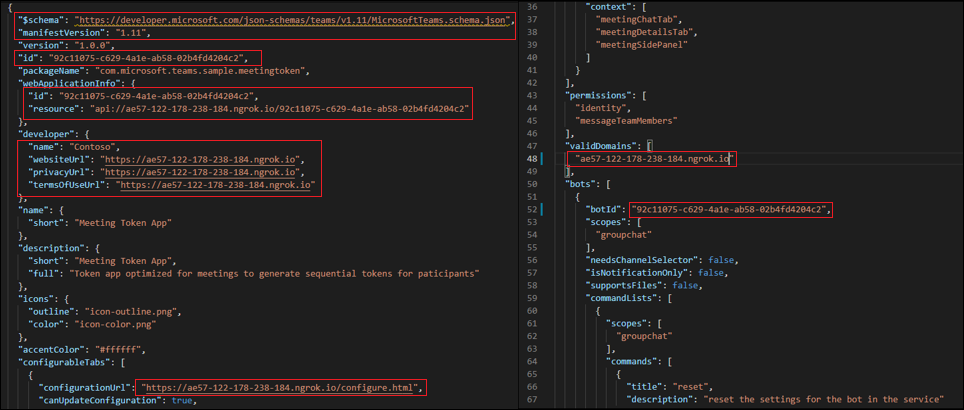 {
"$schema": "https://developer.microsoft.com/json-schemas/teams/v1.11/MicrosoftTeams.schema.json",
"manifestVersion": "1.11",
"version": "1.0.0",
"id": "92c11075-c629-4a1e-ab58-02b4fd4204c2",
"packageName": "com.microsoft.teams.sample.meetingtoken",
"webApplicationInfo": {
"id": "92c11075-c629-4a1e-ab58-02b4fd4204c2",
"resource": "api://ae57-122-178-238-184.ngrok.io/92c11075-c629-4a1e-ab58-02b4fd4204c2"
},
"developer": {
"name": "Contoso",
"websiteUrl": "https://ae57-122-178-238-184.ngrok.io",
"privacyUrl": "https://ae57-122-178-238-184.ngrok.io",
"termsOfUseUrl": "https://ae57-122-178-238-184.ngrok.io"
},
"name": {
"short": "Meeting Token App"
},
"description": {
"short": "Meeting Token App",
"full": "Token app optimized for meetings to generate sequential tokens for paticipants"
},
"icons": {
"outline": "icon-outline.png",
"color": "icon-color.png"
},
"accentColor": "#ffffff",
"configurableTabs": [
{
"configurationUrl": "https://ae57-122-178-238-184.ngrok.io/configure.html",
"canUpdateConfiguration": true,
36 "context": [
37 "meetingChatTab",
38 "meetingDetailsTab",
39 "meetingSidePanel"
40 ]
41 }
42 ],
43 "permissions": [
44 "identity",
45 "messageTeamMembers"
46 ],
47 "validDomains": [
48 "ae57-122-178-238-184.ngrok.io"
49 ],
50 "bots": [
51 {
52 "botId": "92c11075-c629-4a1e-ab58-02b4fd4204c2",
53 "scopes": [
54 "groupchat"
55 ],
56 "needsChannelSelector": false,
57 "isNotificationOnly": false,
58 "supportsFiles": false,
59 "commandLists": [
60 {
61 "scopes": [
62 "groupchat"
63 ],
64 "commands": [
65 {
66 "title": "reset",
67 "description": "reset the settings for the bot in the service"